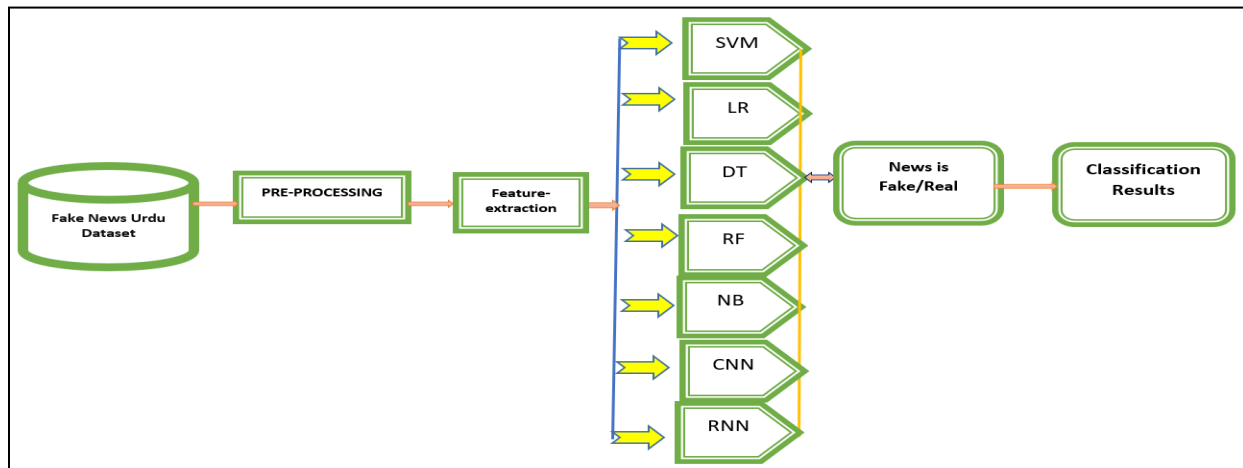 Fake News Urdu
Dataset
PRE-PROCESSING
Feature-
extraction
SVM
LR
DT
RF
NB
CNN
RNN
News is
Fake/Real
Classification
Results